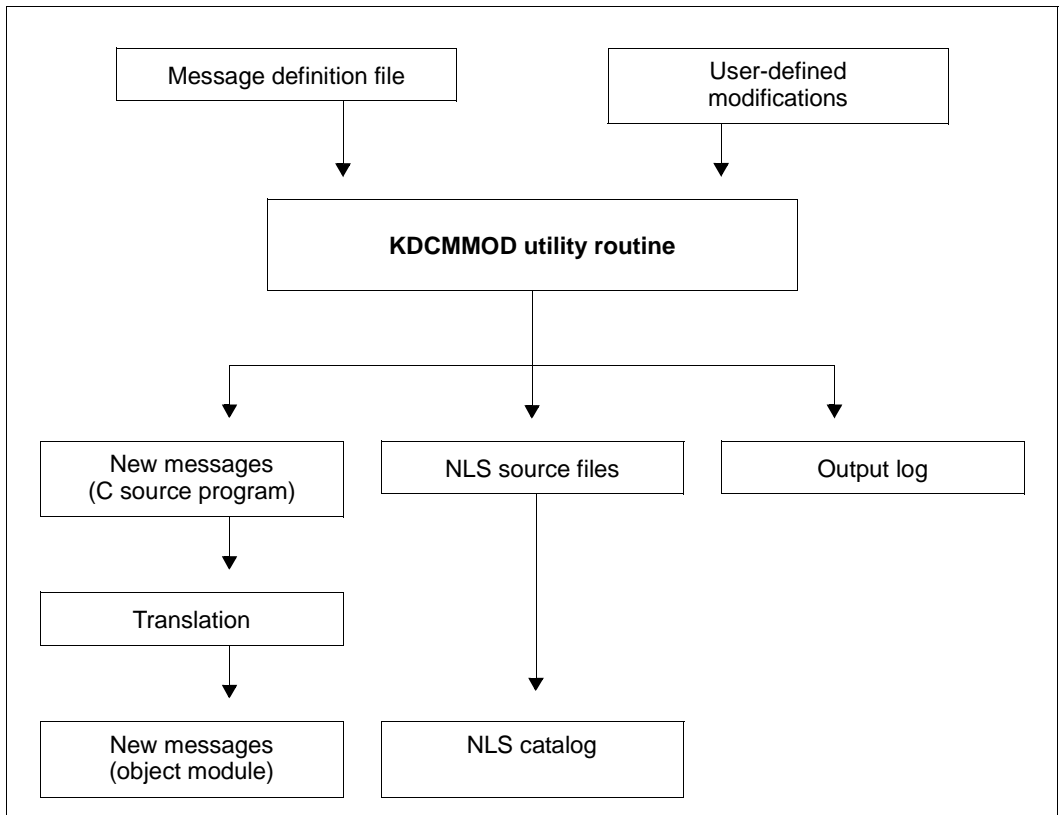 Message definition file
User-defined
modifications
KDCMMOD utility routine
New messages
(C source program)
NLS source files
Output log
Translation
New messages
(object module)
NLS catalog